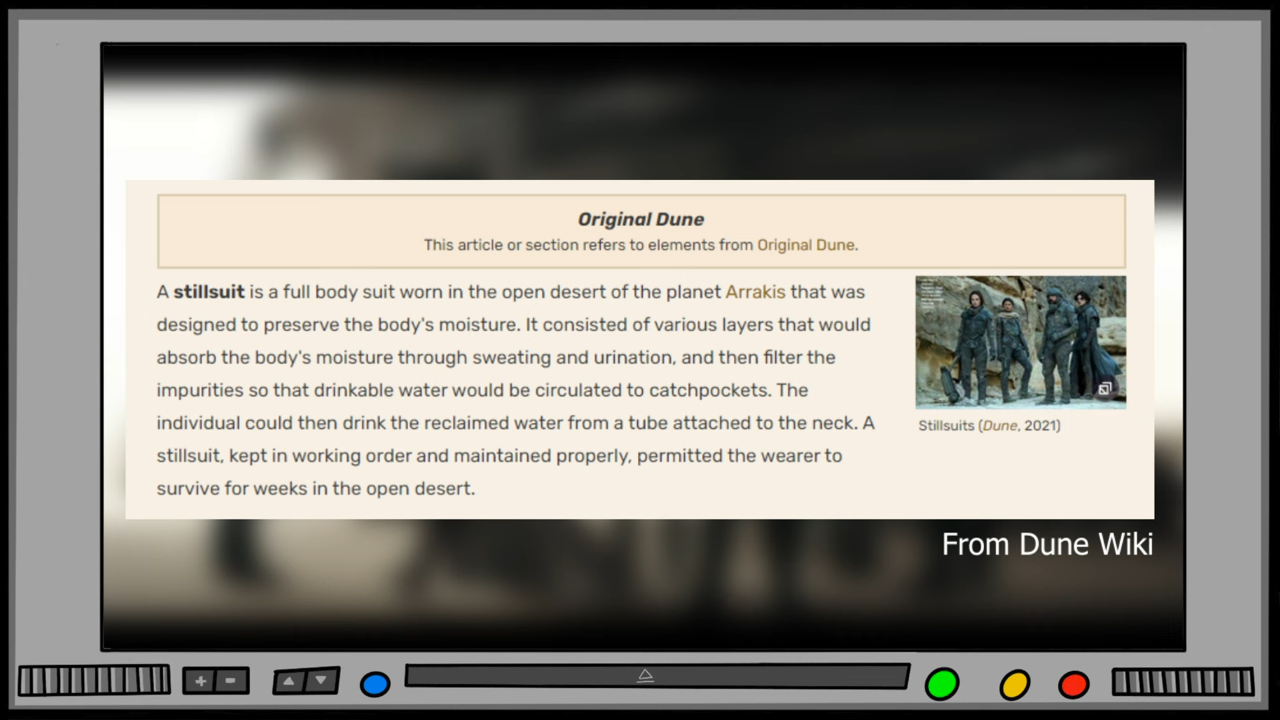 Original Dune
This article or section refers to elements from Original Dune.
A stillsuit is a full body suit worn in the open desert of the planet Arrakis that was
designed to preserve the body's moisture. It consisted of various layers that would
absorb the body's moisture through sweating and urination, and then filter the
impurities so that drinkable water would be circulated to catchpockets. The
individual could then drink the reclaimed water from a tube attached to the neck. A
stillsuit, kept in working order and maintained properly, permitted the wearer to
survive for weeks in the open desert.
Stillsuits (Dune, 2021)
From Dune Wiki